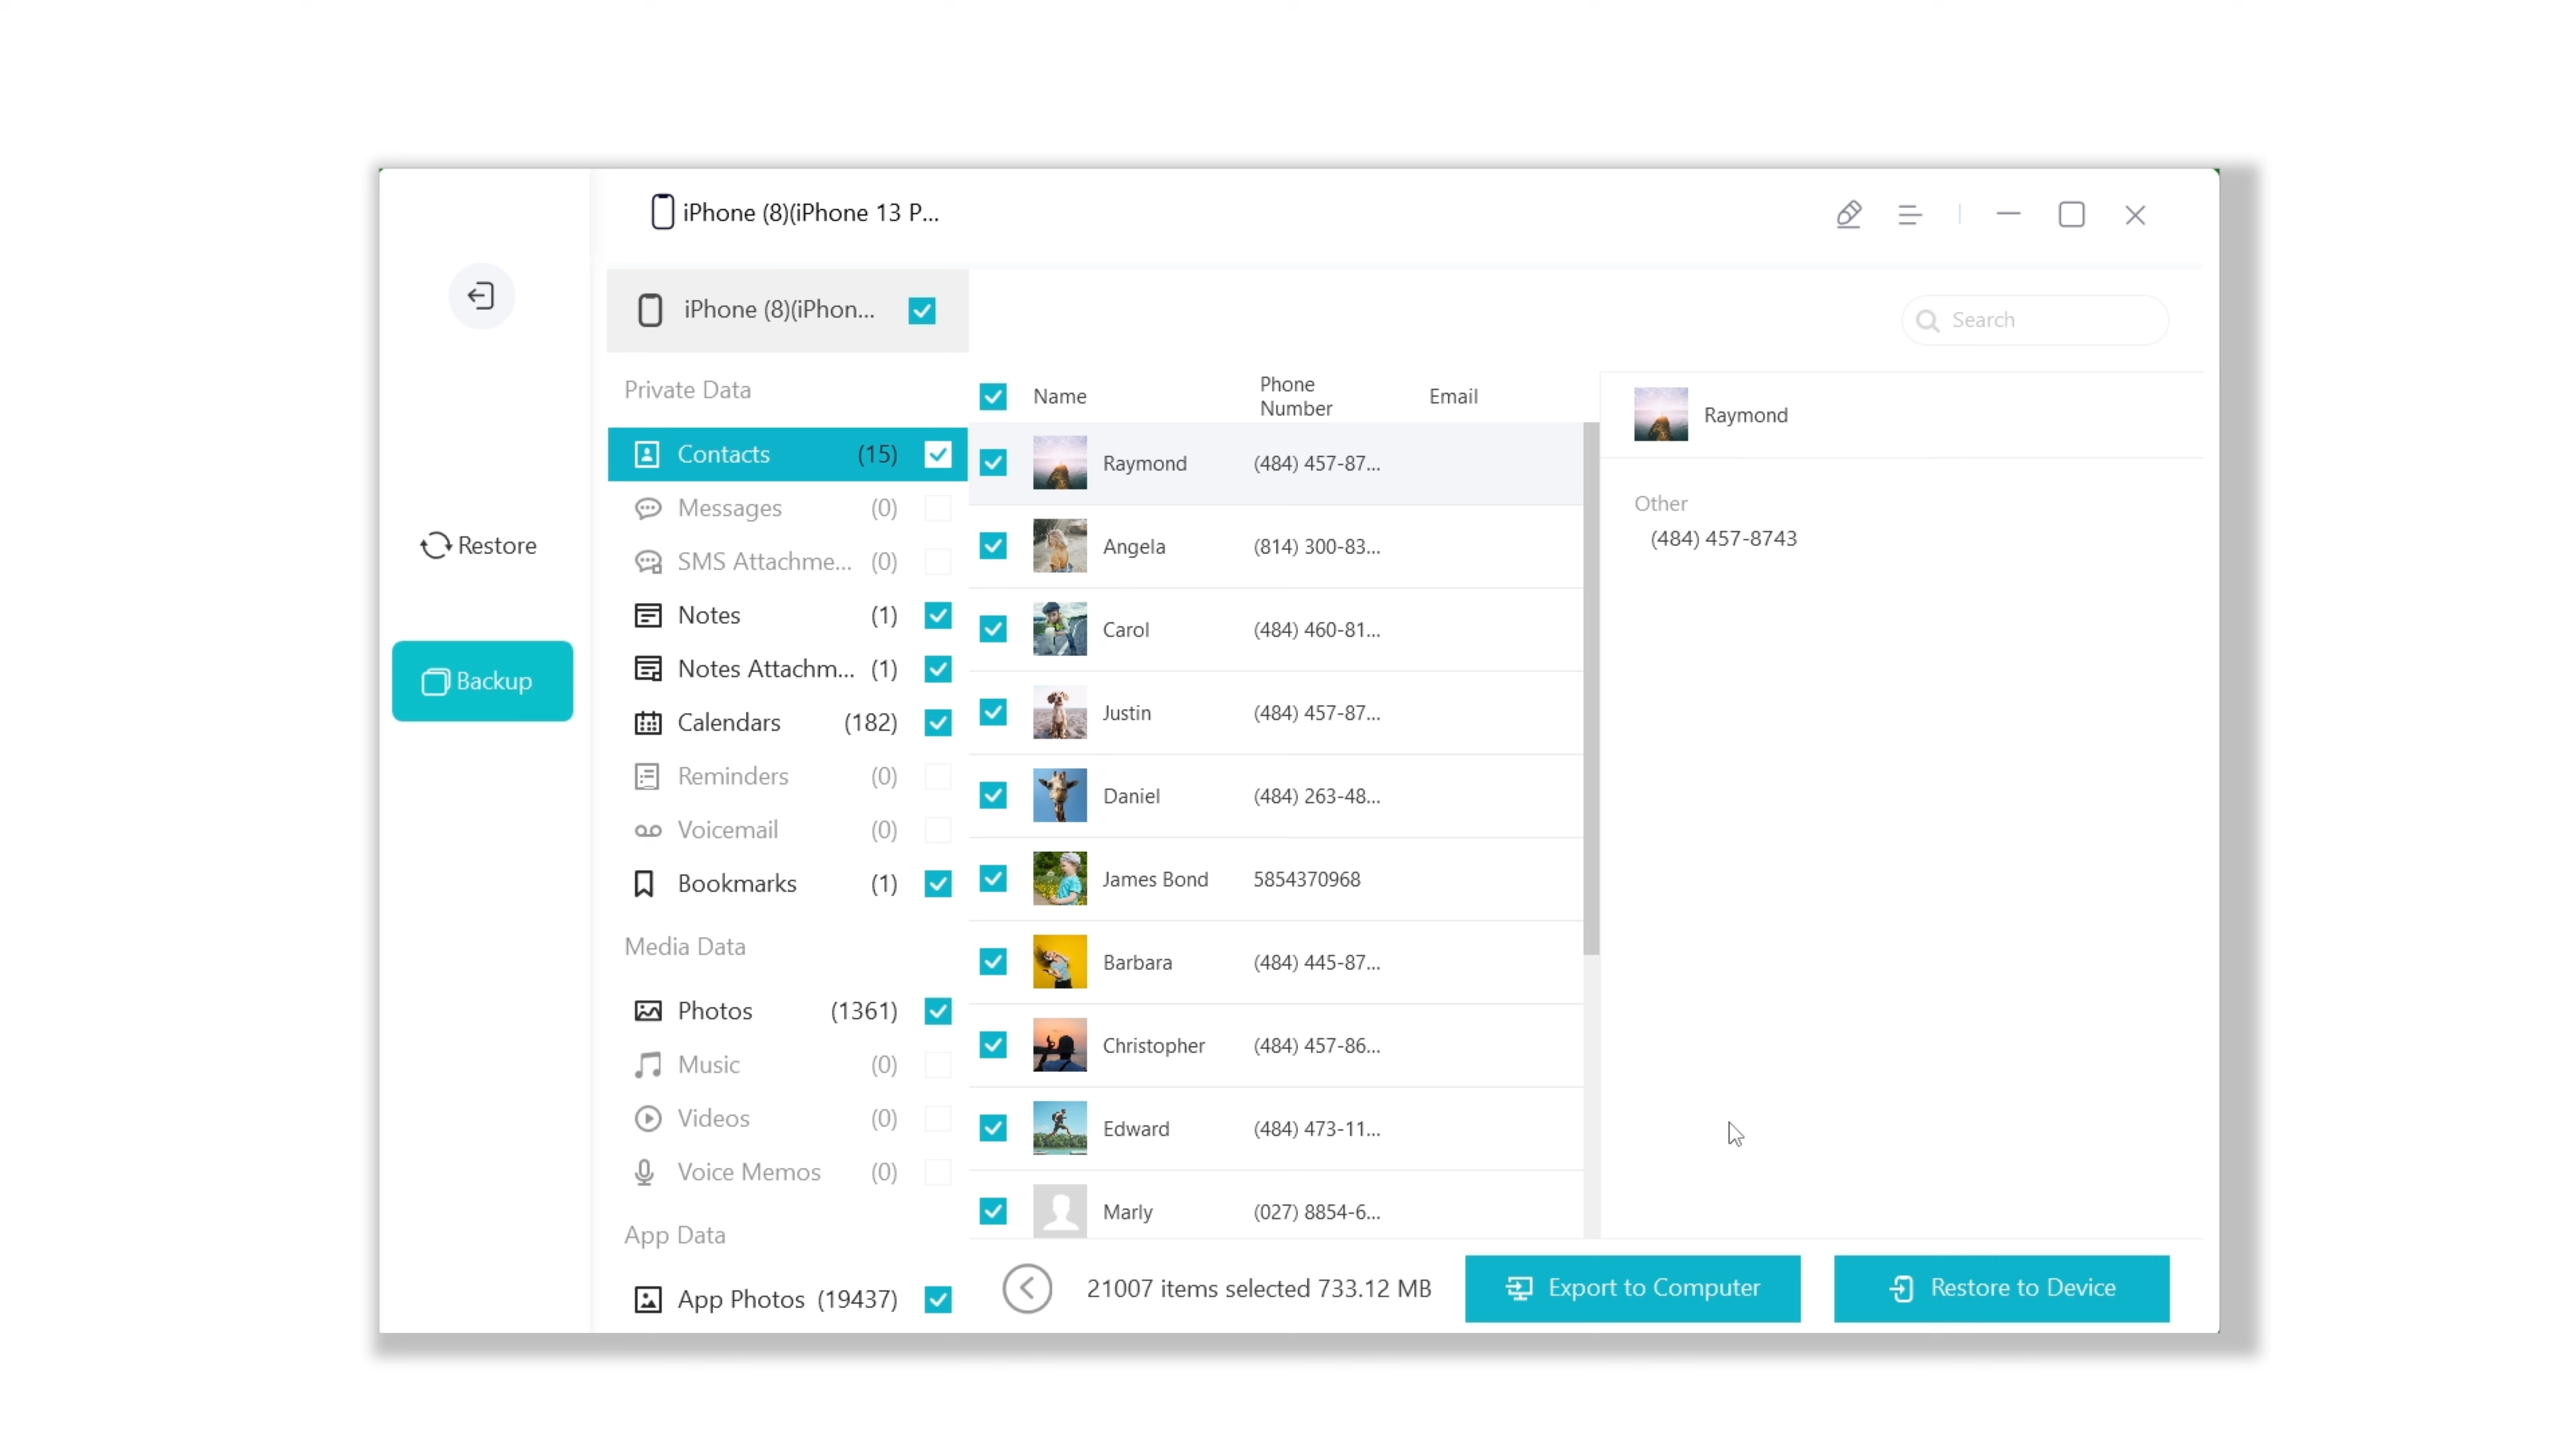 iPhone (8)(iPhone 13 P...
iPhone (8)(iPhon...
Search
Restore
Backup
Private Data
Contacts (15)
Messages (0)
SMS Attachme... (0)
Notes (1)
Notes Attachm... (1)
Calendars (182)
Reminders (0)
Voicemail (0)
Bookmarks (1)
Media Data
Photos (1361)
Music (0)
Videos (0)
Voice Memos (0)
App Data
App Photos (19437)
Name Phone Number Email
Raymond (484) 457-87...
Angela (814) 300-83...
Carol (484) 460-81...
Justin (484) 457-87...
Daniel (484) 263-48...
James Bond 5854370968
Barbara (484) 445-87...
Christopher (484) 457-86...
Edward (484) 473-11...
Marly (027) 8854-6...
Raymond
Other
(484) 457-8743
21007 items selected 733.12 MB
Export to Computer
Restore to Device